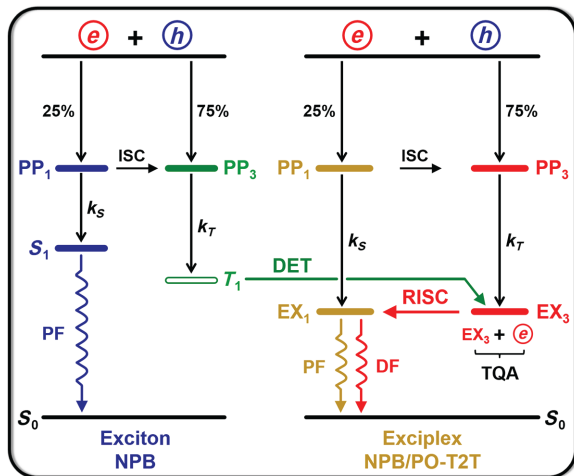 e + h
e + h
25%
75%
25%
75%
PP1
ISC
PP3
PP1
ISC
PP3
kS
kT
kS
kT
S1
T1
DET
EX1
RISC
EX3
PF
PF
DF
EX3 + e
TQA
S0
S0
Exciton
NPB
Exciplex
NPB/PO-T2T